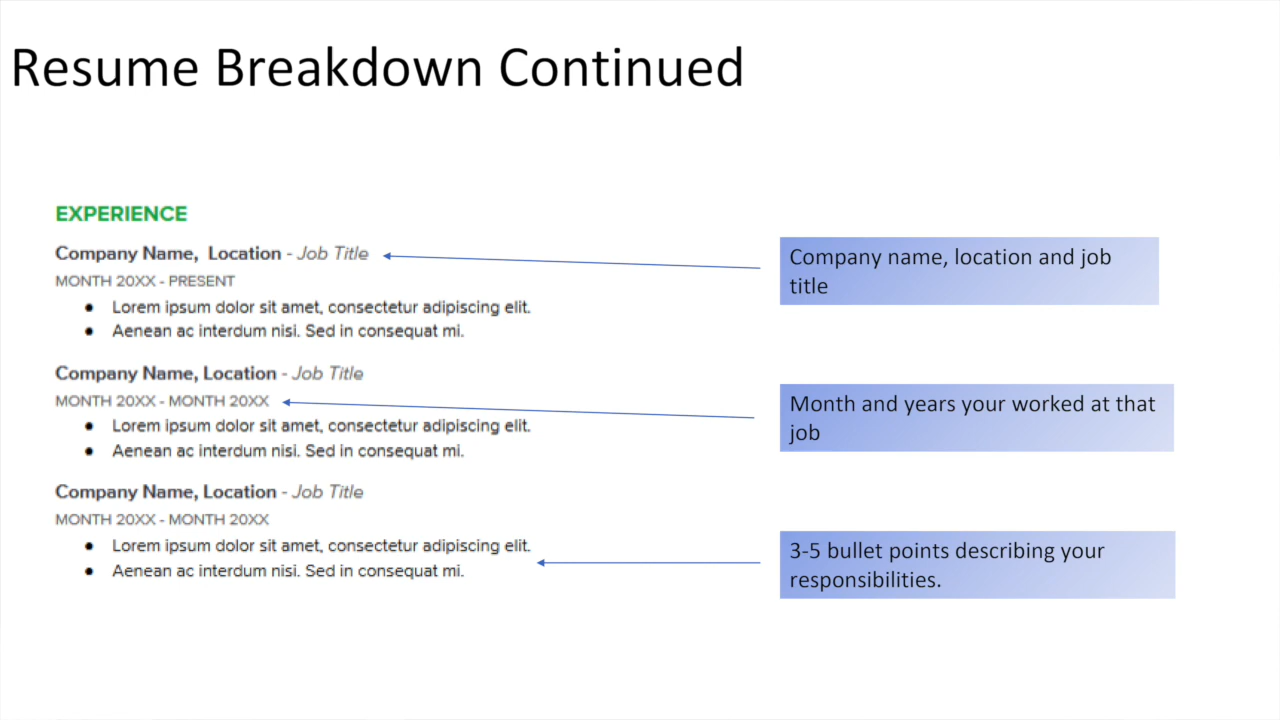 Resume Breakdown Continued
EXPERIENCE
Company Name,  Location - Job Title
MONTH 20XX - PRESENT
● Lorem ipsum dolor sit amet, consectetur adipiscing elit.
● Aenean ac interdum nisi. Sed in consequat mi.
Company Name, Location - Job Title
MONTH 20XX - MONTH 20XX
● Lorem ipsum dolor sit amet, consectetur adipiscing elit.
● Aenean ac interdum nisi. Sed in consequat mi.
Company Name, Location - Job Title
MONTH 20XX - MONTH 20XX
● Lorem ipsum dolor sit amet, consectetur adipiscing elit.
● Aenean ac interdum nisi. Sed in consequat mi.
Company name, location and job
title
Month and years your worked at that
job
3-5 bullet points describing your
responsibilities.